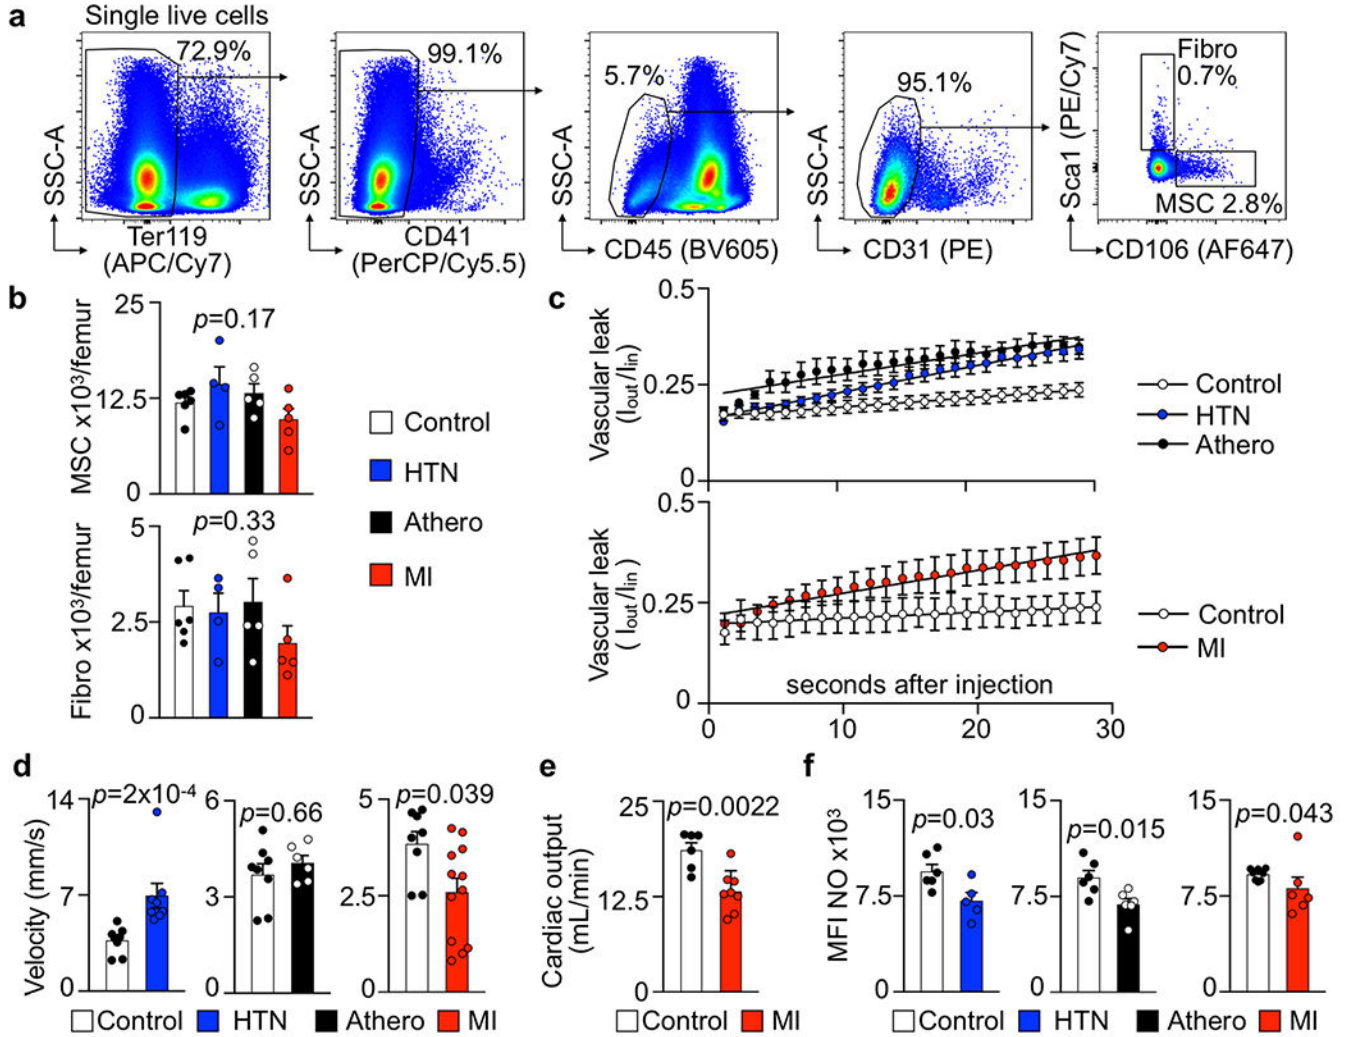 a
Single live cells
72.9%
99.1%
5.7%
95.1%
Fibro
0.7%
MSC 2.8%
SSC-A
SSC-A
SSC-A
SSC-A
Sca1 (PE/Cy7)
Ter119
(APC/Cy7)
CD41
(PerCP/Cy5.5)
CD45 (BV605)
CD31 (PE)
CD106 (AF647)
b
MSC x10³/femur
25
12.5
0
p=0.17
Fibro x10³/femur
5
2.5
0
p=0.33
Control
HTN
Athero
MI
c
Vascular leak
(Iout/Iin)
0.5
0.25
0
Control
HTN
Athero
Vascular leak
( Iout/Iin)
0.5
0.25
0
seconds after injection
0 10 20 30
Control
MI
d
Velocity (mm/s)
14
7
0
p=2x10⁻⁴
6
3
0
p=0.66
5
2.5
0
p=0.039
Control HTN Athero MI
e
Cardiac output
(mL/min)
25
12.5
0
p=0.0022
Control MI
f
MFI NO x10³
15
7.5
0
p=0.03
15
7.5
0
p=0.015
15
7.5
0
p=0.043
Control HTN Athero MI